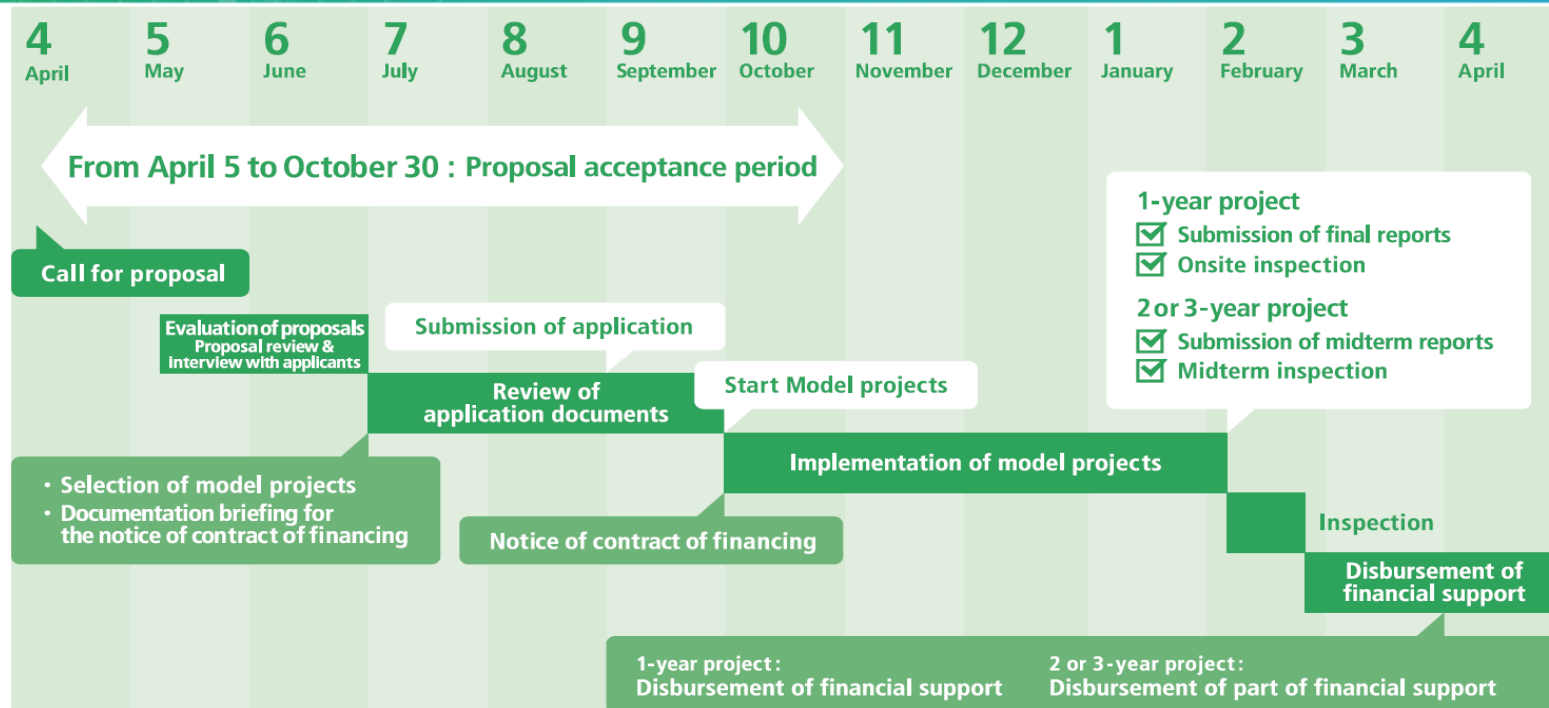 4
April
5
May
6
June
7
July
8
August
9
September
10
October
11
November
12
December
1
January
2
February
3
March
4
April
From April 5 to October 30 : Proposal acceptance period
Call for proposal
1-year project
Submission of final reports
Onsite inspection
2 or 3-year project
Submission of midterm reports
Midterm inspection
Evaluation of proposals
Proposal review &
interview with applicants
Submission of application
Review of
application documents
Start Model projects
Implementation of model projects
・Selection of model projects
・Documentation briefing for
the notice of contract of financing
Notice of contract of financing
Inspection
Disbursement of
financial support
1-year project :
Disbursement of financial support
2 or 3-year project :
Disbursement of part of financial support